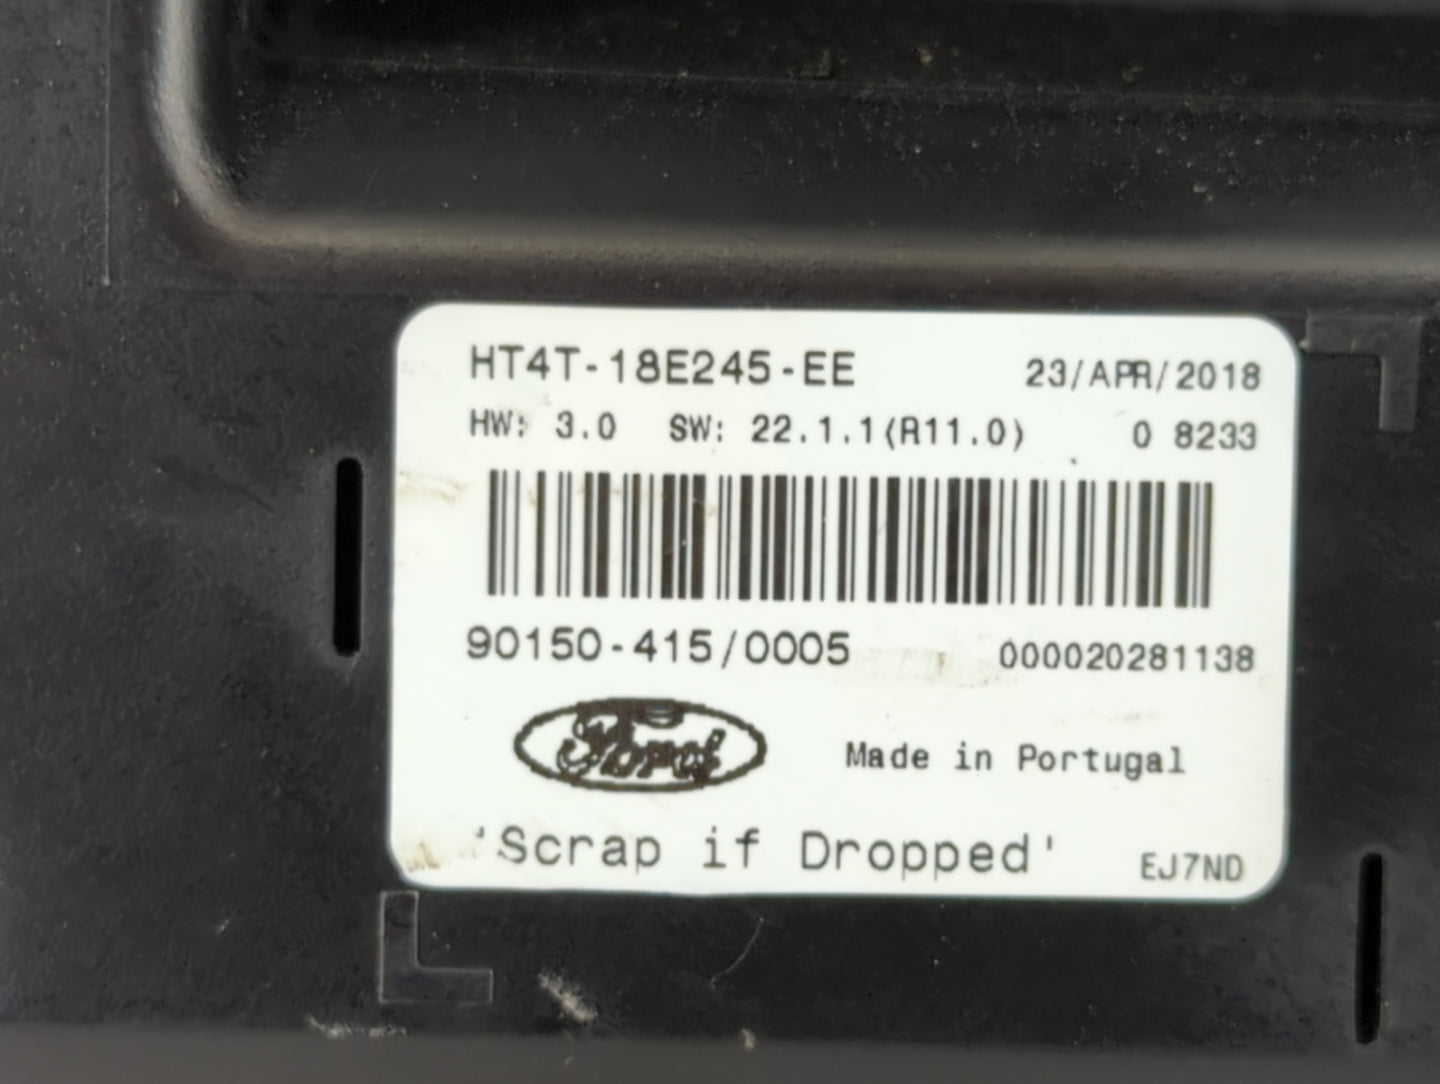 HT4T-18E245-EE 23/APR/2018
HW: 3.0 SW: 22.1.1(R11.0) 0 8233
90150-415/0005 000020281138
Ford Made in Portugal
'Scrap if Dropped' EJ7ND